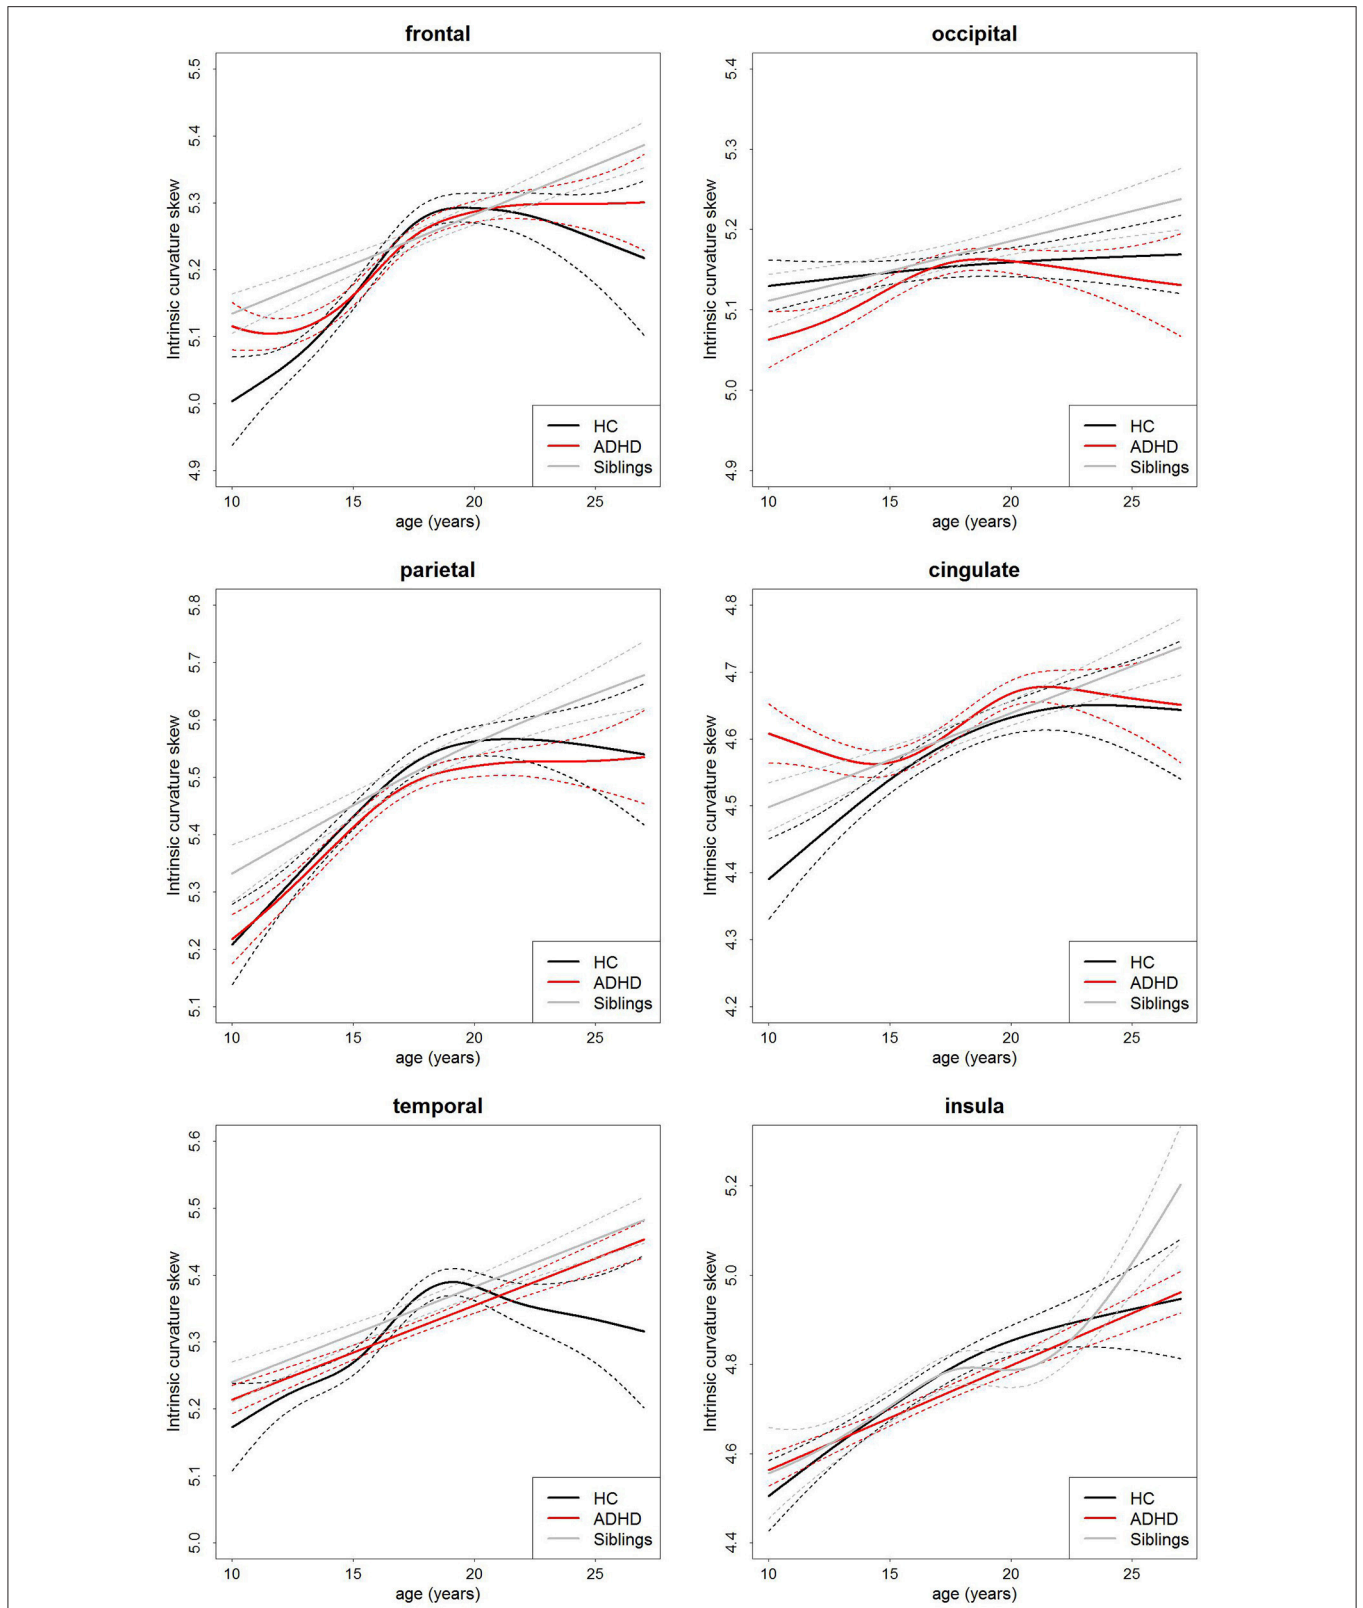 frontal
Intrinsic curvature skew
5.5
5.4
5.3
5.2
5.1
5.0
4.9
HC
ADHD
Siblings
10 15 20 25
age (years)
occipital
Intrinsic curvature skew
5.4
5.3
5.2
5.1
5.0
4.9
HC
ADHD
Siblings
10 15 20 25
age (years)
parietal
Intrinsic curvature skew
5.8
5.7
5.6
5.5
5.4
5.3
5.2
5.1
HC
ADHD
Siblings
10 15 20 25
age (years)
cingulate
Intrinsic curvature skew
4.8
4.7
4.6
4.5
4.4
4.3
4.2
HC
ADHD
Siblings
10 15 20 25
age (years)
temporal
Intrinsic curvature skew
5.6
5.5
5.4
5.3
5.2
5.1
5.0
HC
ADHD
Siblings
10 15 20 25
age (years)
insula
Intrinsic curvature skew
5.2
5.0
4.8
4.6
4.4
HC
ADHD
Siblings
10 15 20 25
age (years)